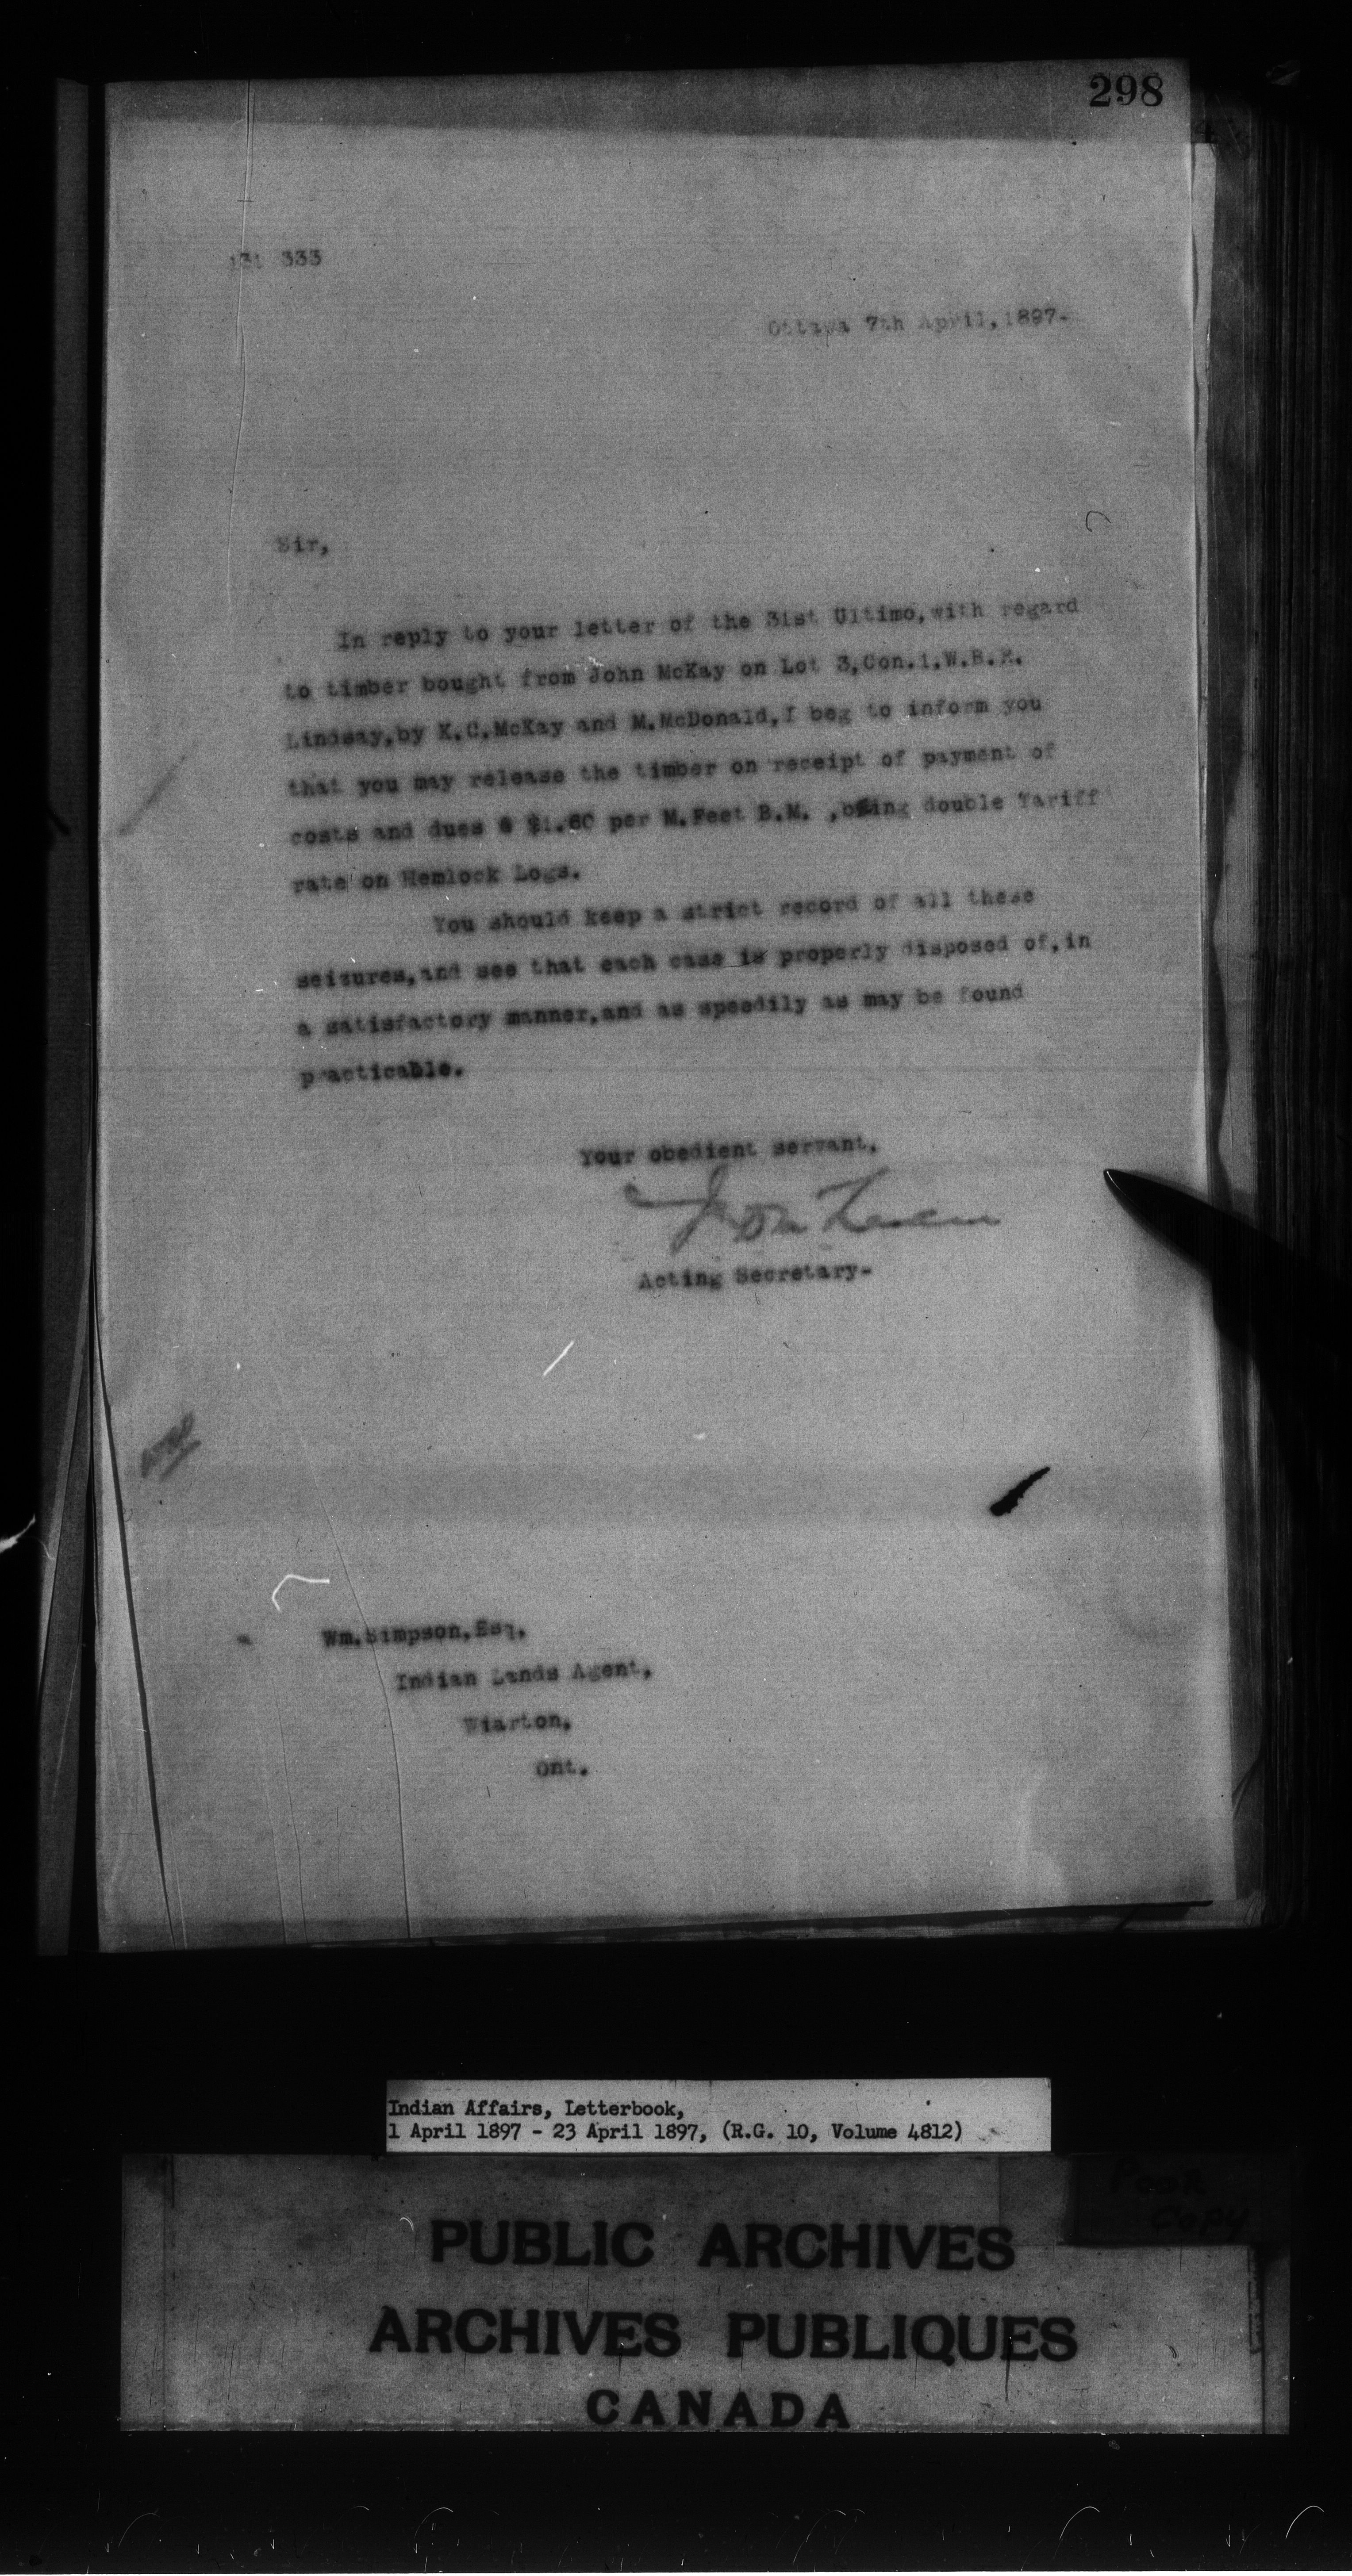 298
131 333
Ottawa 7th April,1897-
Sir,
In reply to your letter of the 31st Ultimo,with regard
to timber bought from John McKay on Lot 3,Con.1.W.B.R.
Lindsay,by K.C.McKay and M.McDonald,I beg to inform you
that you may release the timber on receipt of payment of
costs and dues @ $1.60 per M.Feet B.M. ,being double Tariff
rate on Hemlock Logs.
You should keep a strict record of all these
seizures,and see that each case is properly disposed of,in
a satisfactory manner,and as speedily as may be found
practicable.
Your obedient servant,
Acting Secretary-
Wm.Simpson,Esq,
Indian Lands Agent,
Wiarton,
Ont.
Indian Affairs, Letterbook,
1 April 1897 - 23 April 1897, (R.G. 10, Volume 4812)
Poor
Copy
PUBLIC ARCHIVES
ARCHIVES PUBLIQUES
CANADA